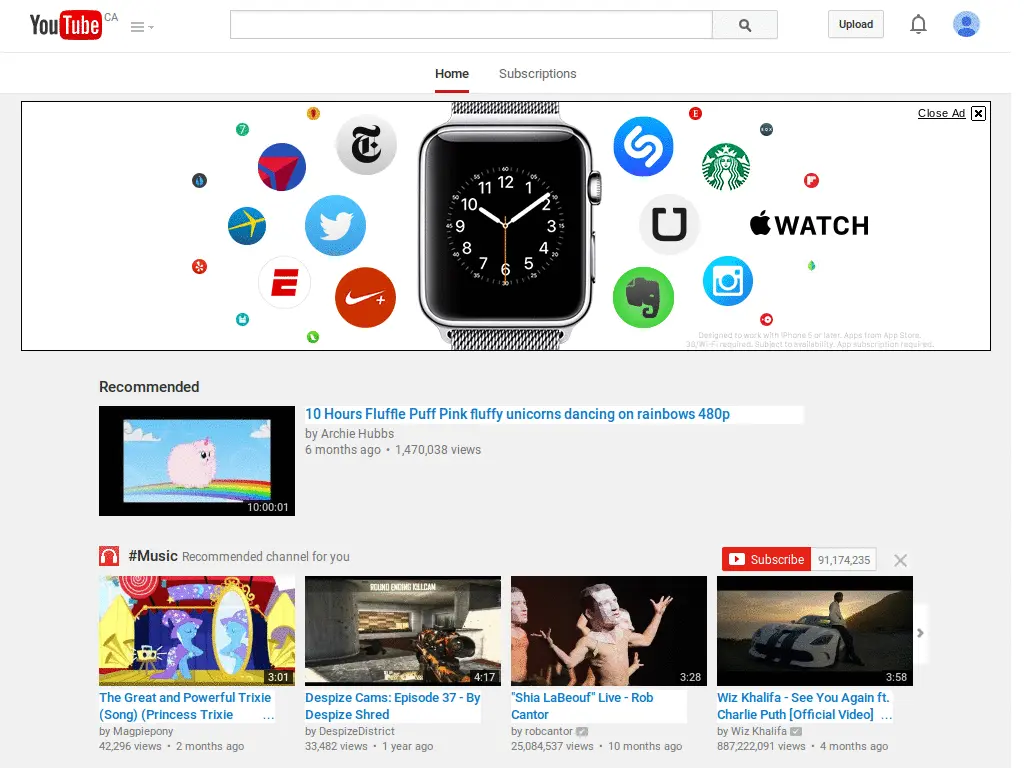 YouTube CA
Upload
Home Subscriptions
Close Ad
WATCH
60
55 05
50 10
45 15
30
12
11 1
10 2
9 3
8 4
7 5
6
Designed to work with iPhone 5 or later. Apps from App Store.
3G/Wi-Fi required. Subject to availability. App subscription required.
Recommended
10 Hours Fluffle Puff Pink fluffy unicorns dancing on rainbows 480p
by Archie Hubbs
6 months ago • 1,470,038 views
10:00:01
#Music Recommended channel for you
Subscribe 91,174,235
ROUND ENDING KILLCAM
3:01
4:17
3:28
3:58
The Great and Powerful Trixie
(Song) (Princess Trixie ...
by Magpiepony
42,296 views • 2 months ago
Despize Cams: Episode 37 - By
Despize Shred
by DespizeDistrict
33,482 views • 1 year ago
"Shia LaBeouf" Live - Rob
Cantor
by robcantor
25,084,537 views • 10 months ago
Wiz Khalifa - See You Again ft.
Charlie Puth [Official Video] ...
by Wiz Khalifa
887,222,091 views • 4 months ago